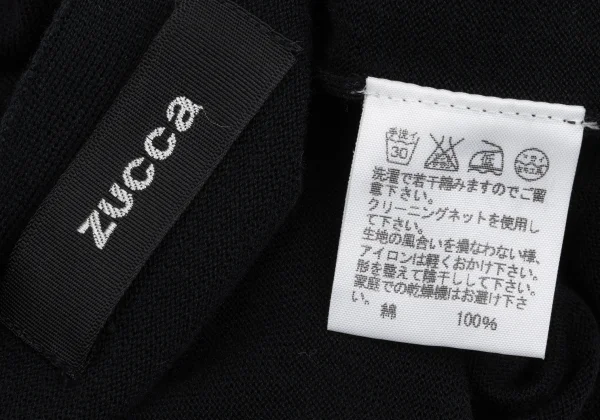 zucca
手洗イ
30
洗濯で若干縮みますのでご留
意下さい。
クリーニングネットを使用し
て下さい。
生地の風合いを損なわない様、
アイロンは軽くおかけ下さい。
形を整えて陰干しして下さい。
家庭での乾燥機はお避け下さ
い。
綿 100%